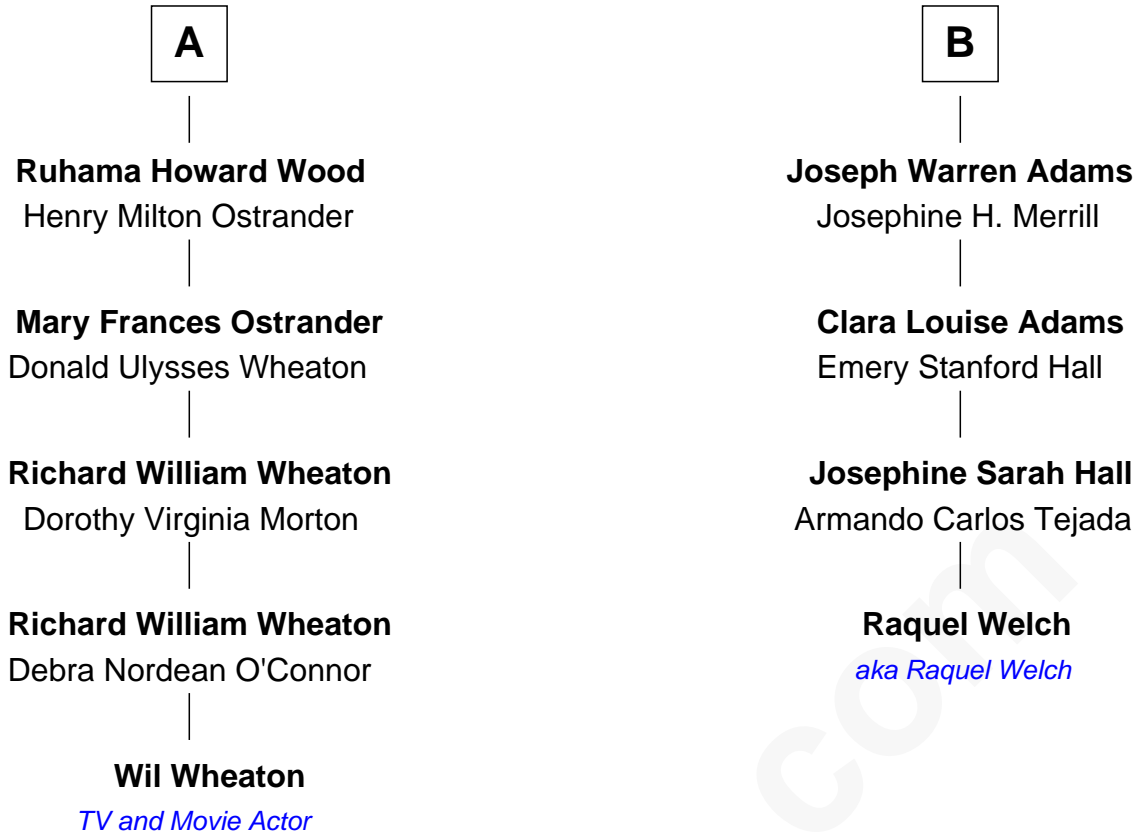 A
Ruhama Howard Wood
Henry Milton Ostrander
Mary Frances Ostrander
Donald Ulysses Wheaton
Richard William Wheaton
Dorothy Virginia Morton
Richard William Wheaton
Debra Nordean O'Connor
Wil Wheaton
TV and Movie Actor
B
Joseph Warren Adams
Josephine H. Merrill
Clara Louise Adams
Emery Stanford Hall
Josephine Sarah Hall
Armando Carlos Tejada
Raquel Welch
aka Raquel Welch
com